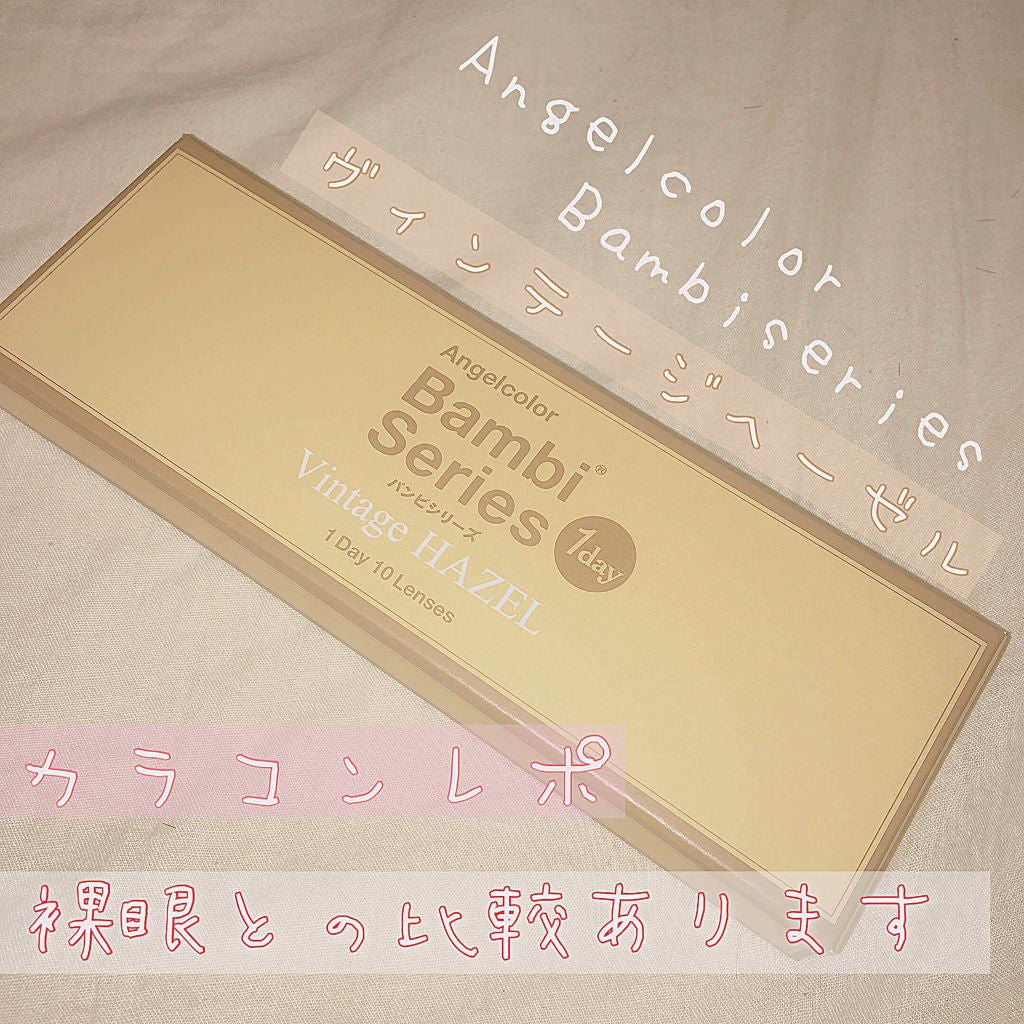 Angelcolor
Bambiseries
ヴィンテージヘーゼル
Angelcolor
Bambi®
Series
バンビシリーズ
1day
Vintage HAZEL
1 Day 10 Lenses
カラコンレポ
裸眼との比較あります